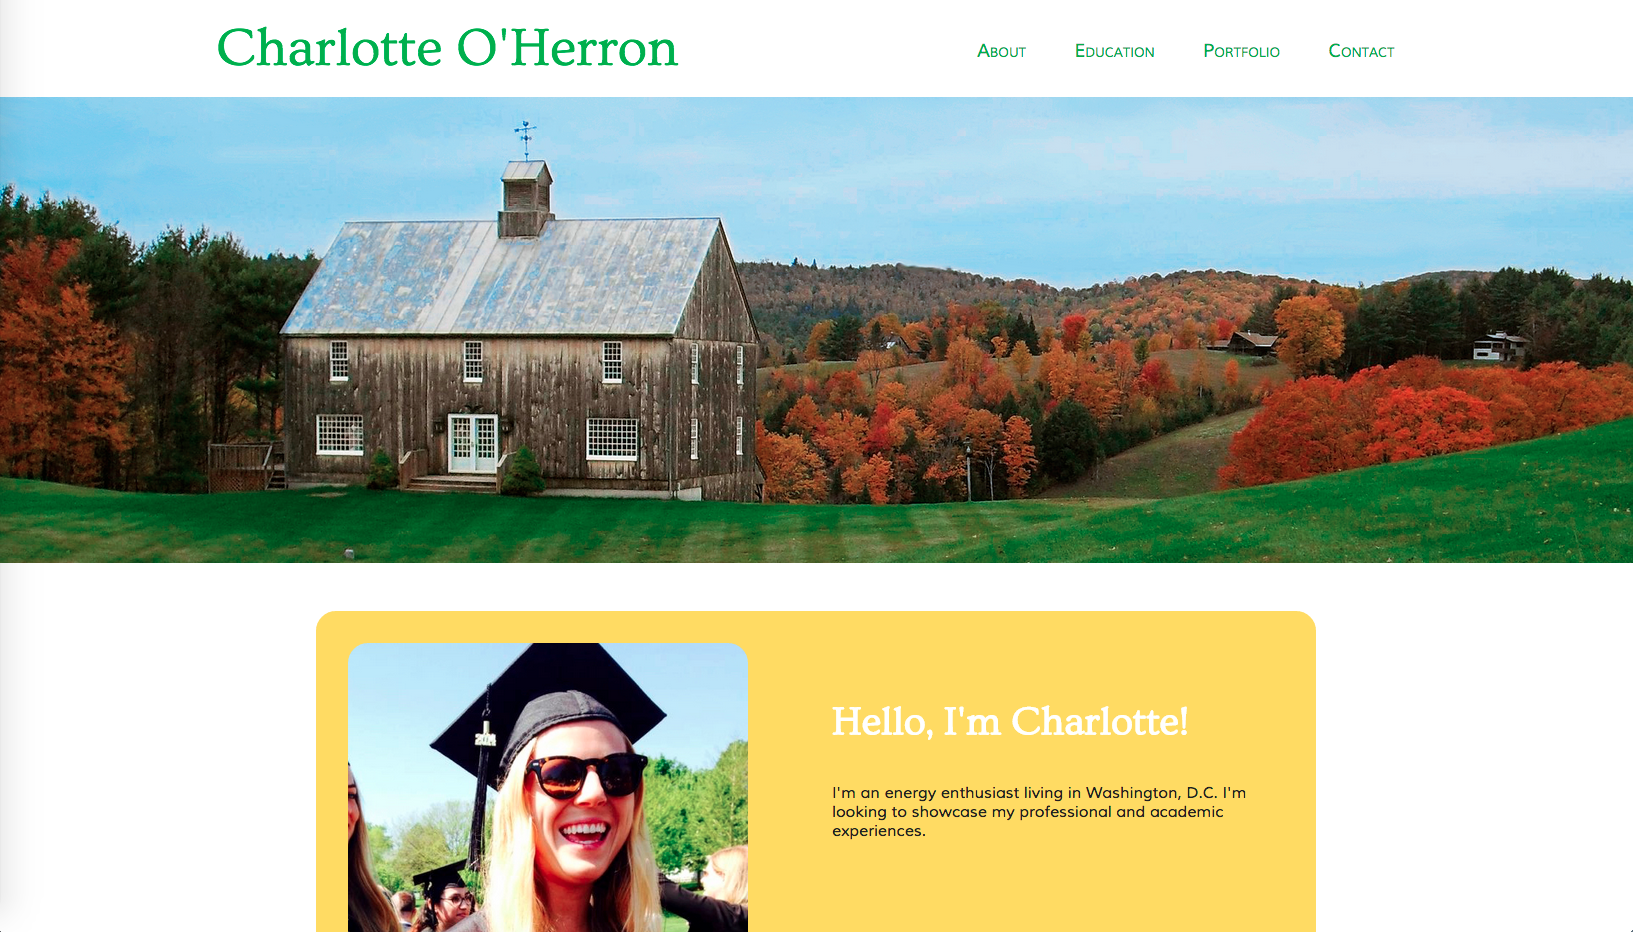 Charlotte O'Herron
About Education Portfolio Contact
2014
Hello, I'm Charlotte!
I'm an energy enthusiast living in Washington, D.C. I'm
looking to showcase my professional and academic
experiences.